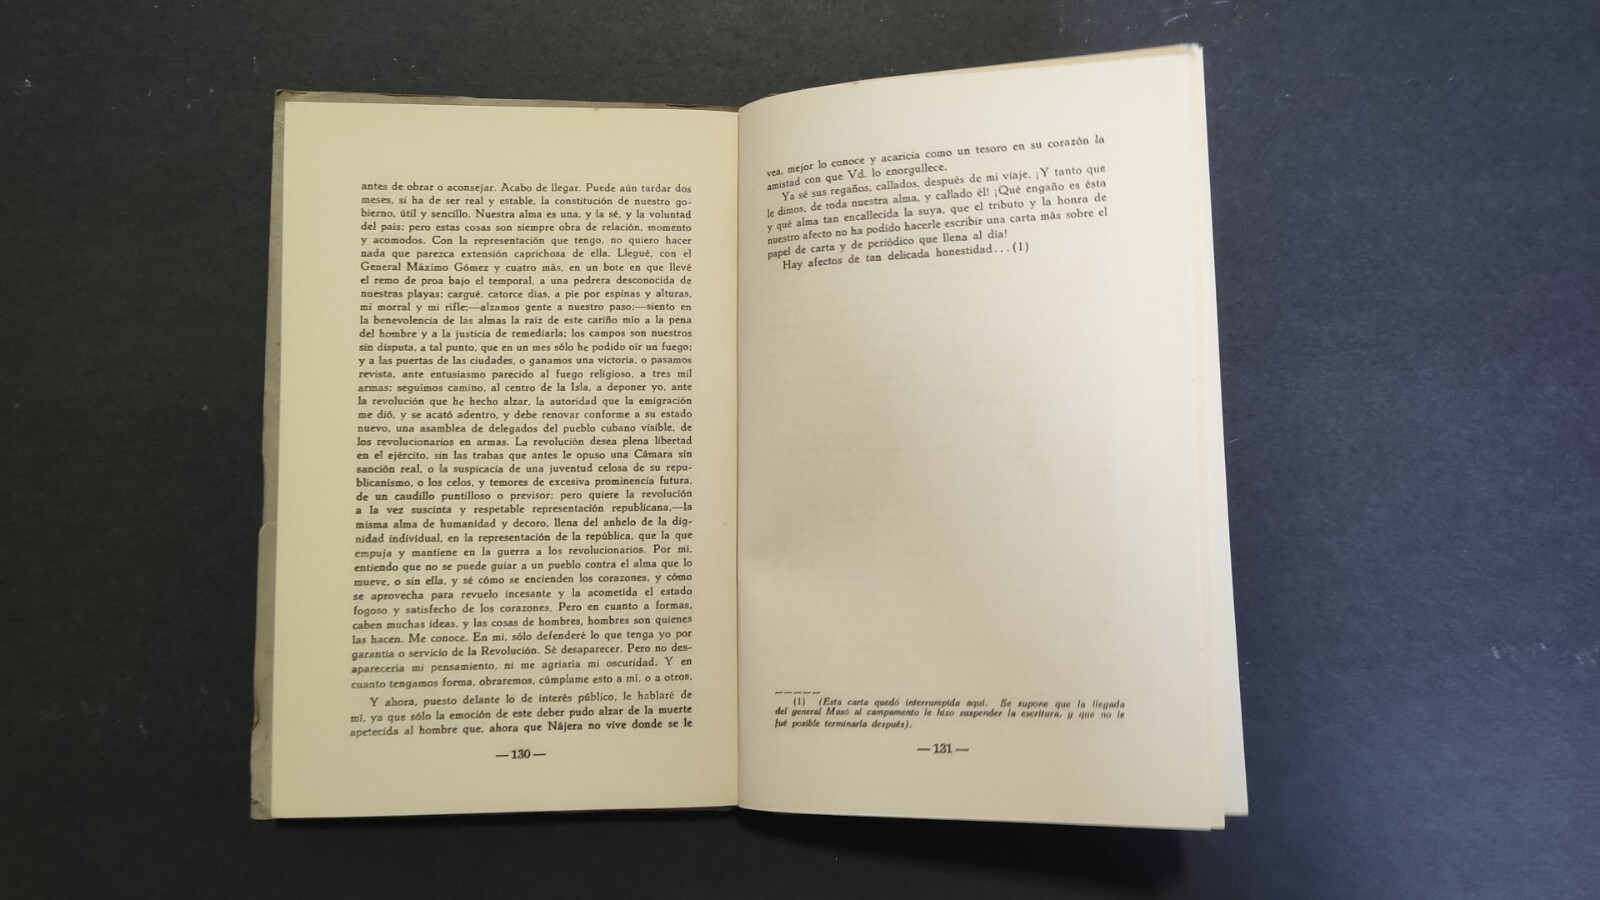 antes de obrar o aconsejar. Acabo de llegar. Puede aún tardar dos
meses, si ha de ser real y estable, la constitución de nuestro go-
bierno, útil y sencillo. Nuestra alma es una, y la sé, y la voluntad
del país; pero estas cosas son siempre obra de relación, momento
y acomodos. Con la representación que tengo, no quiero hacer
nada que parezca extensión caprichosa de ella. Llegué, con el
General Máximo Gómez y cuatro más, en un bote en que llevé
el remo de proa bajo el temporal, a una pedrera desconocida de
nuestras playas; cargué, catorce días, a pie por espinas y alturas,
mi morral y mi rifle;—alzamos gente a nuestro paso;—siento en
la benevolencia de las almas la raíz de este cariño mío a la pena
del hombre y a la justicia de remediarla; los campos son nuestros
sin disputa, a tal punto, que en un mes sólo he podido oir un fuego;
y a las puertas de las ciudades, o ganamos una victoria, o pasamos
revista, ante entusiasmo parecido al fuego religioso, a tres mil
armas; seguimos camino, al centro de la Isla, a deponer yo, ante
la revolución que he hecho alzar, la autoridad que la emigración
me dió, y se acató adentro, y debe renovar conforme a su estado
nuevo, una asamblea de delegados del pueblo cubano visible, de
los revolucionarios en armas. La revolución desea plena libertad
en el ejército, sin las trabas que antes le opuso una Cámara sin
sanción real, o la suspicacia de una juventud celosa de su repu-
blicanismo, o los celos, y temores de excesiva prominencia futura,
de un caudillo puntilloso o previsor; pero quiere la revolución
a la vez suscinta y respetable representación republicana,—la
misma alma de humanidad y decoro, llena del anhelo de la dig-
nidad individual, en la representación de la república, que la que
empuja y mantiene en la guerra a los revolucionarios. Por mi,
entiendo que no se puede guiar a un pueblo contra el alma que lo
mueve, o sin ella, y sé cómo se encienden los corazones, y cómo
se aprovecha para revuelo incesante y la acometida el estado
fogoso y satisfecho de los corazones. Pero en cuanto a formas,
caben muchas ideas, y las cosas de hombres, hombres son quienes
las hacen. Me conoce. En mí, sólo defenderé lo que tenga yo por
garantía o servicio de la Revolución. Sé desaparecer. Pero no des-
aparecería mi pensamiento, ni me agriaría mi oscuridad. Y en
cuanto tengamos forma, obraremos, cúmplame esto a mí, o a otros.
Y ahora, puesto delante lo de interés público, le hablaré de
mí, ya que sólo la emoción de este deber pudo alzar de la muerte
apetecida al hombre que, ahora que Nájera no vive donde se le
— 130 —
vea, mejor lo conoce y acaricia como un tesoro en su corazón la
amistad con que Vd. lo enorgullece.
Ya sé sus regaños, callados, después de mi viaje. ¡Y tanto que
le dimos, de toda nuestra alma, y callado él! ¡Qué engaño es ésta
y qué alma tan encallecida la suya, que el tributo y la honra de
nuestro afecto no ha podido hacerle escribir una carta más sobre el
papel de carta y de periódico que llena al día!
Hay afectos de tan delicada honestidad...(1)
(1) (Esta carta quedó interrumpida aquí. Se supone que la llegada
del general Masó al campamento le hizo suspender la escritura, y que no le
fué posible terminarla después).
— 131 —